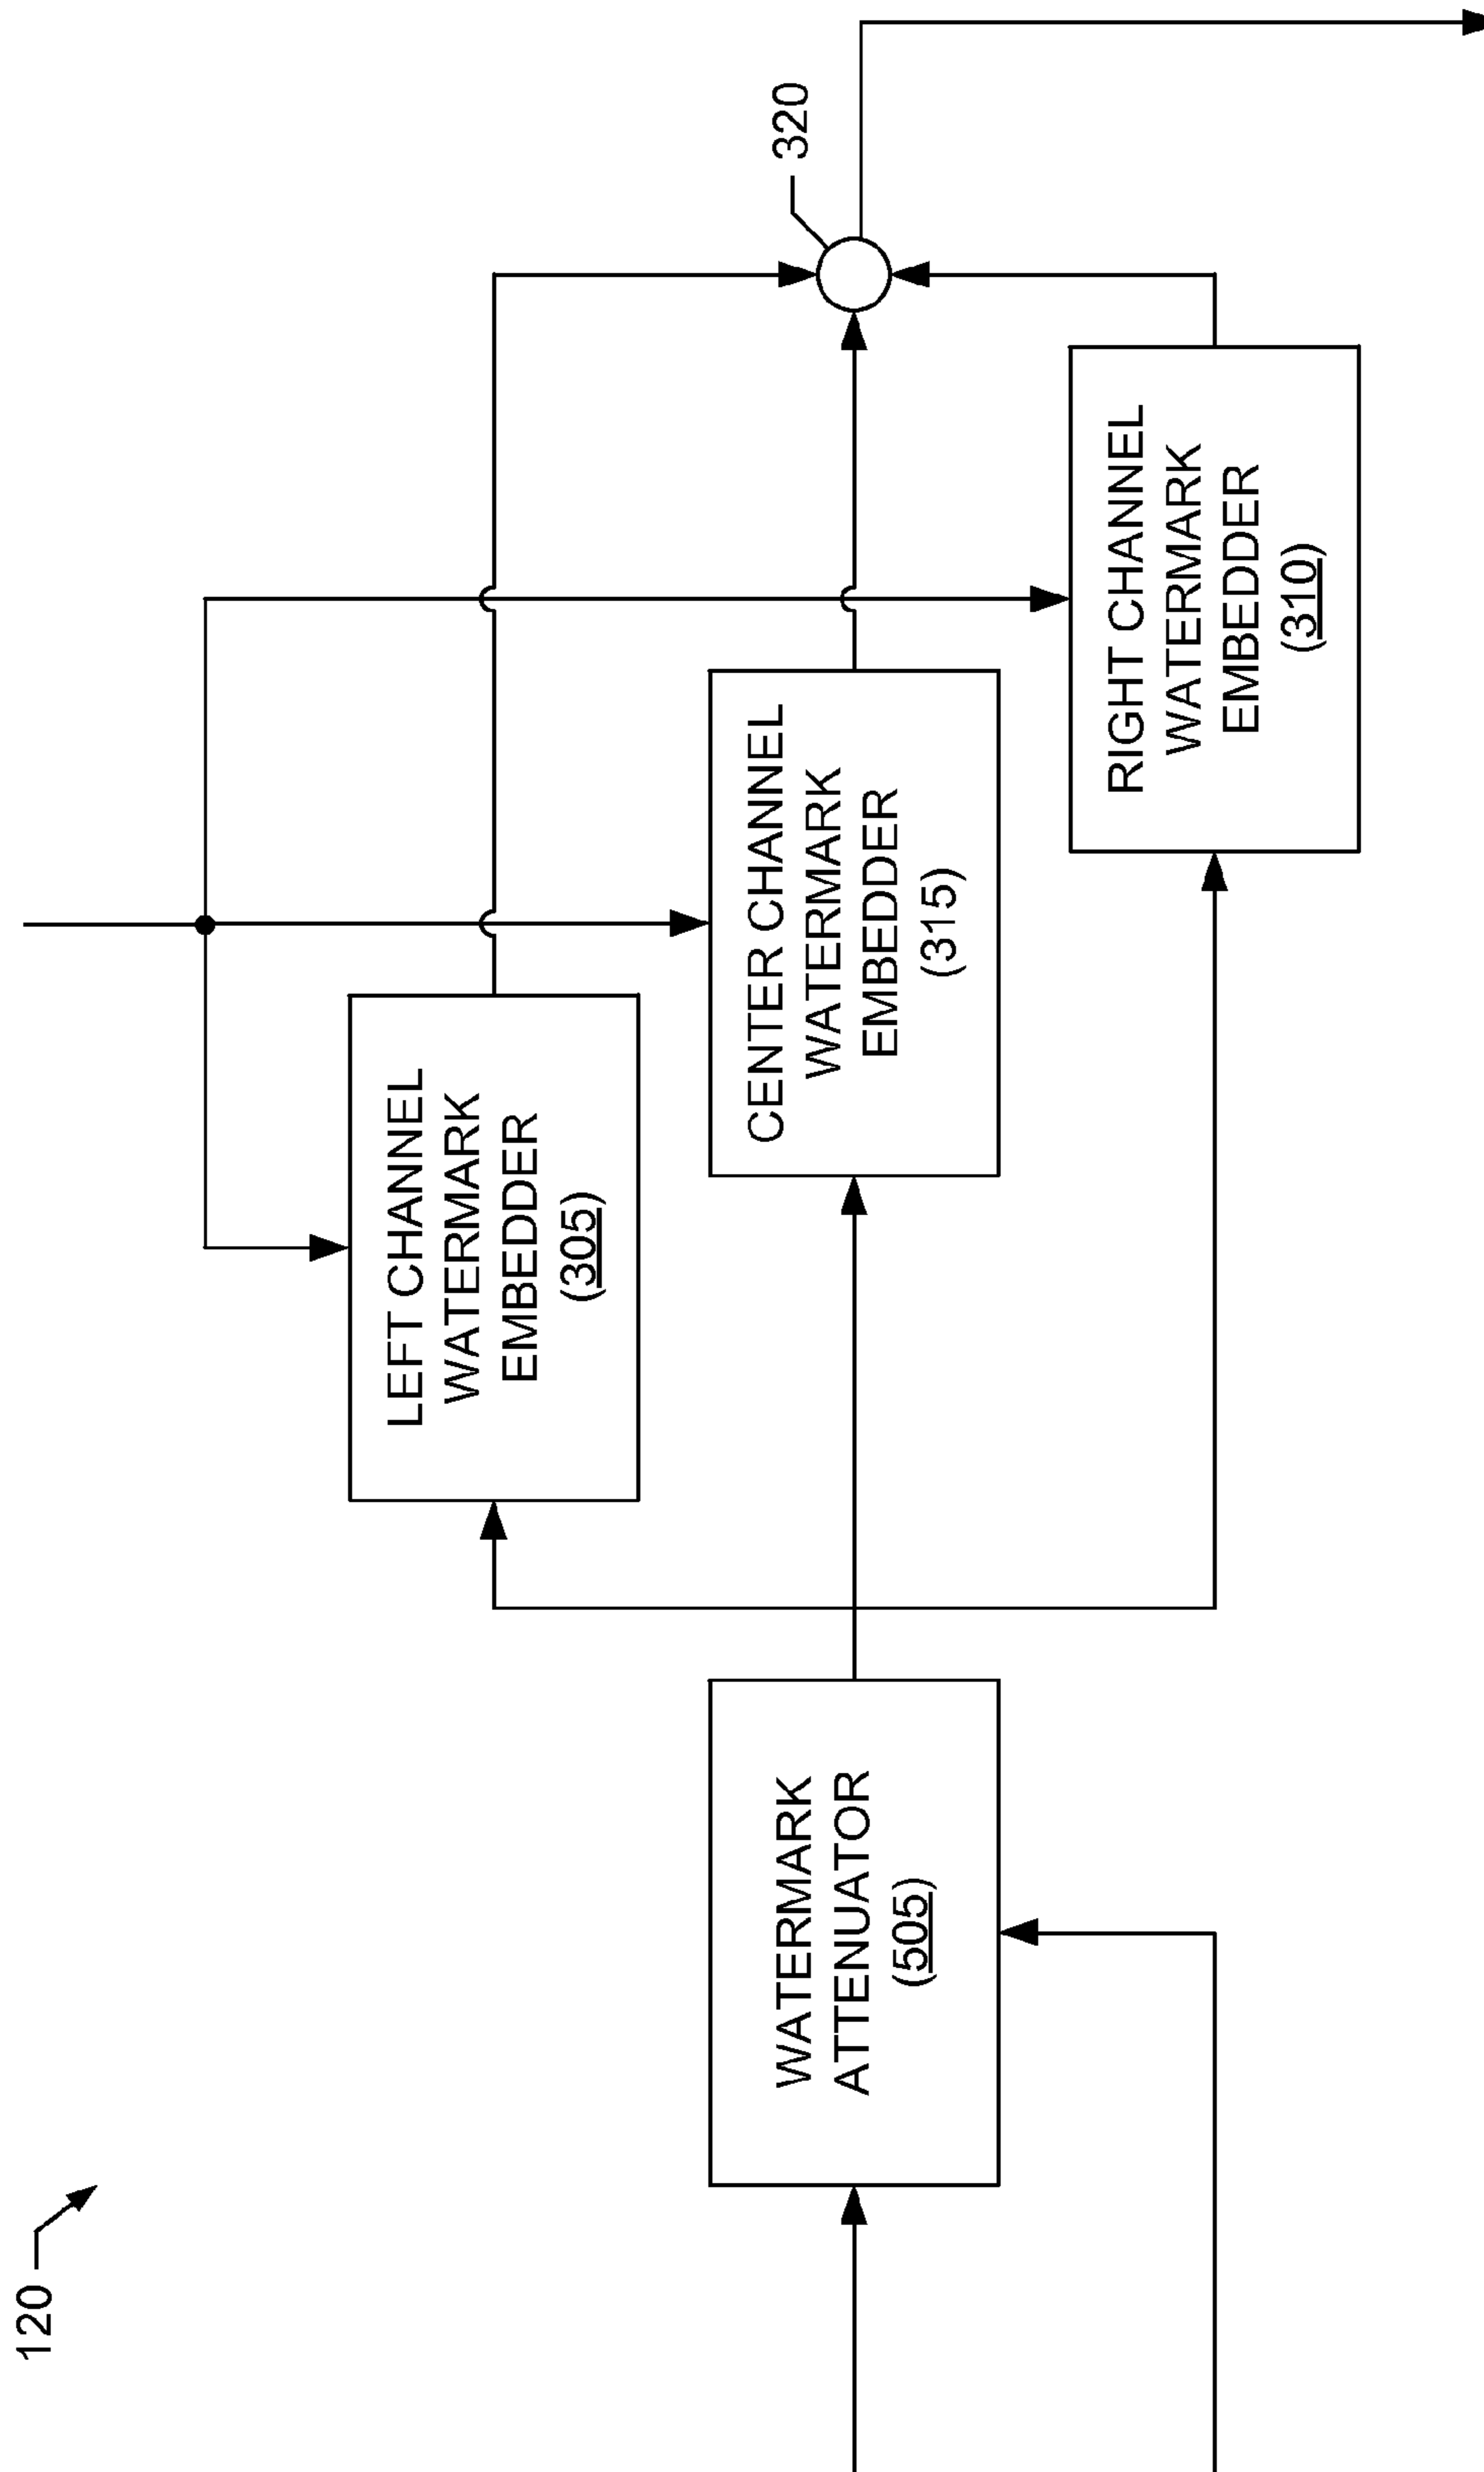 120
WATERMARK
ATTENUATOR
(505)
LEFT CHANNEL
WATERMARK
EMBEDDER
(305)
CENTER CHANNEL
WATERMARK
EMBEDDER
(315)
RIGHT CHANNEL
WATERMARK
EMBEDDER
(310)
320